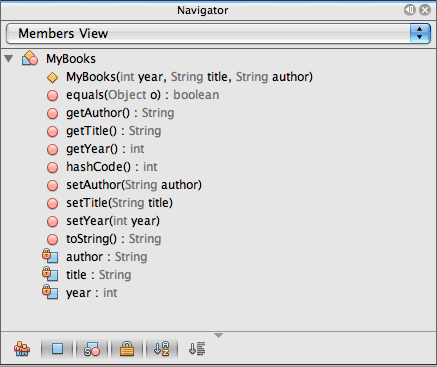 Navigator
Members View
MyBooks
MyBooks(int year, String title, String author)
equals(Object o) : boolean
getAuthor() : String
getTitle() : String
getYear() : int
hashCode() : int
setAuthor(String author)
setTitle(String title)
setYear(int year)
toString() : String
author : String
title : String
year : int